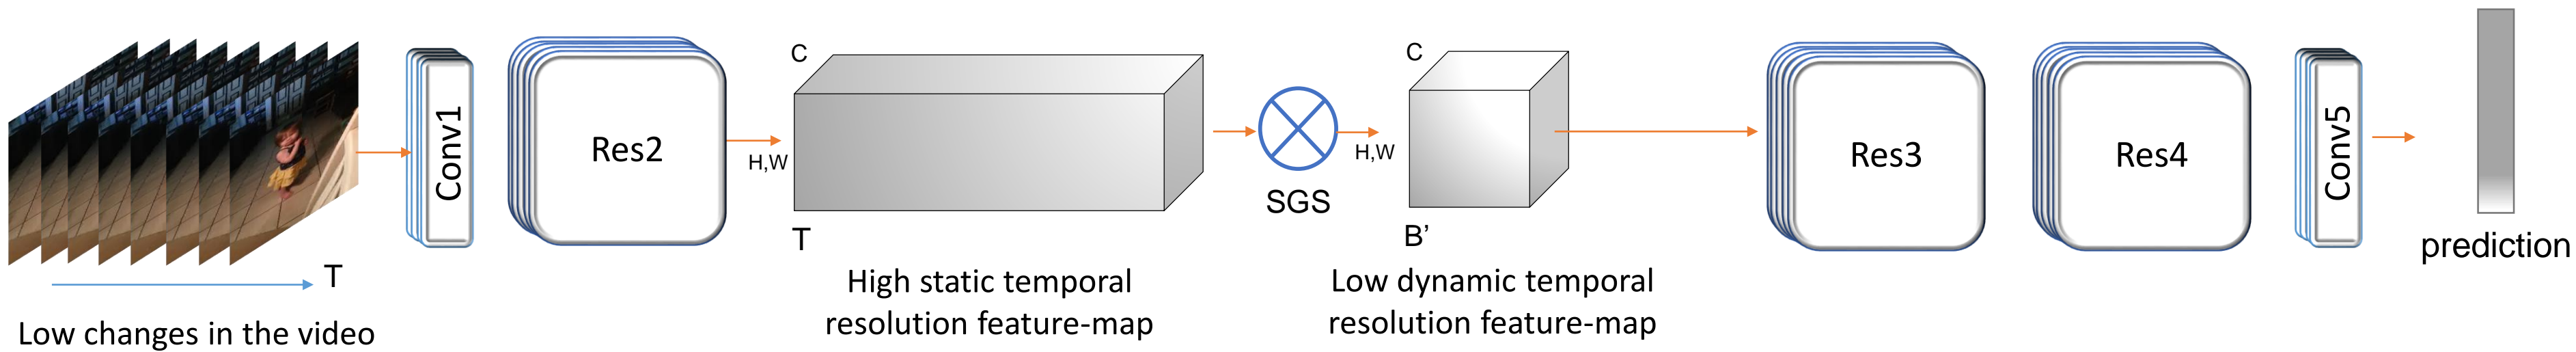 T
Low changes in the video
Conv1
Res2
H,W
C
T
High static temporal
resolution feature-map
SGS
H,W
C
B’
Low dynamic temporal
resolution feature-map
Res3
Res4
Conv5
prediction